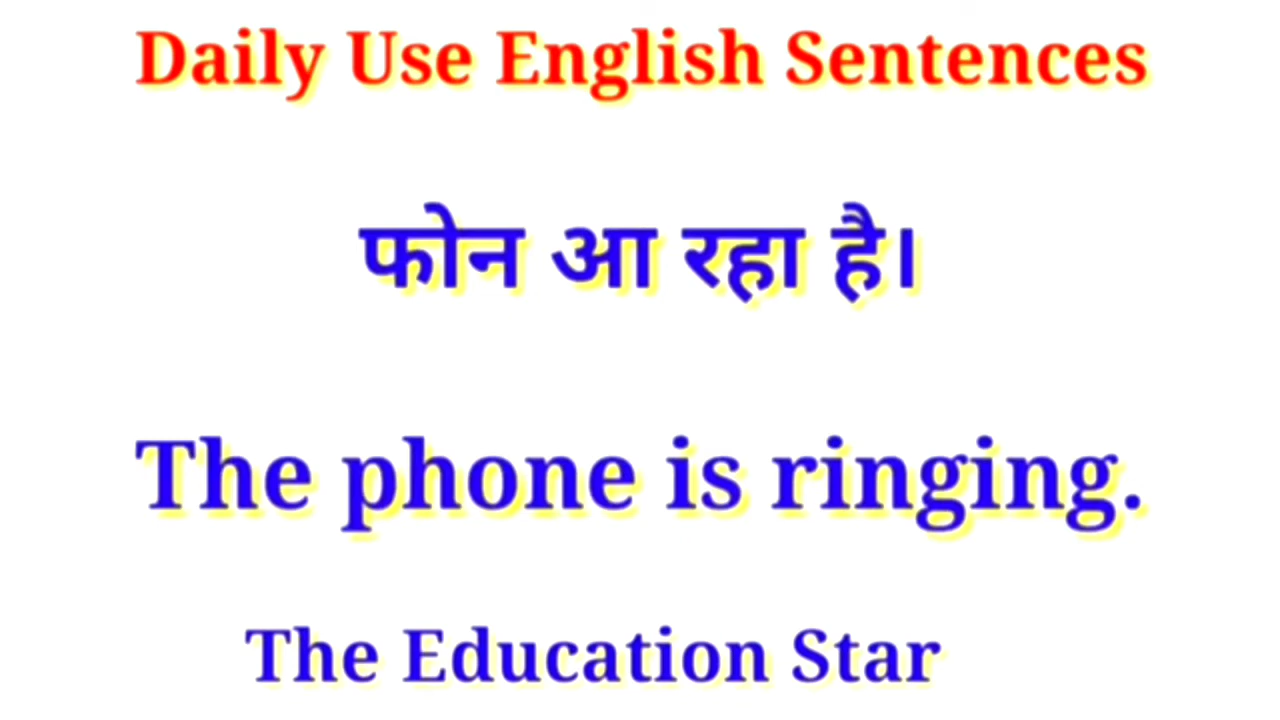 Daily Use English Sentences
फोन आ रहा है।
The phone is ringing.
The Education Star